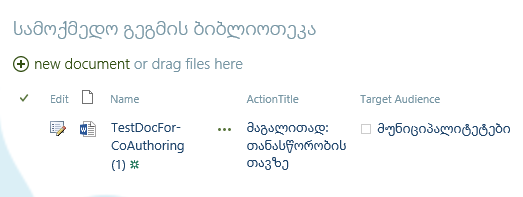 სამოქმედო გეგმის ბიბლიოთეკა
new document or drag files here
Edit Name ActionTitle Target Audience
TestDocFor- ... მაგალითად: მუნიციპალიტეტები
CoAuthoring თანასწორობის
(1) თავზე